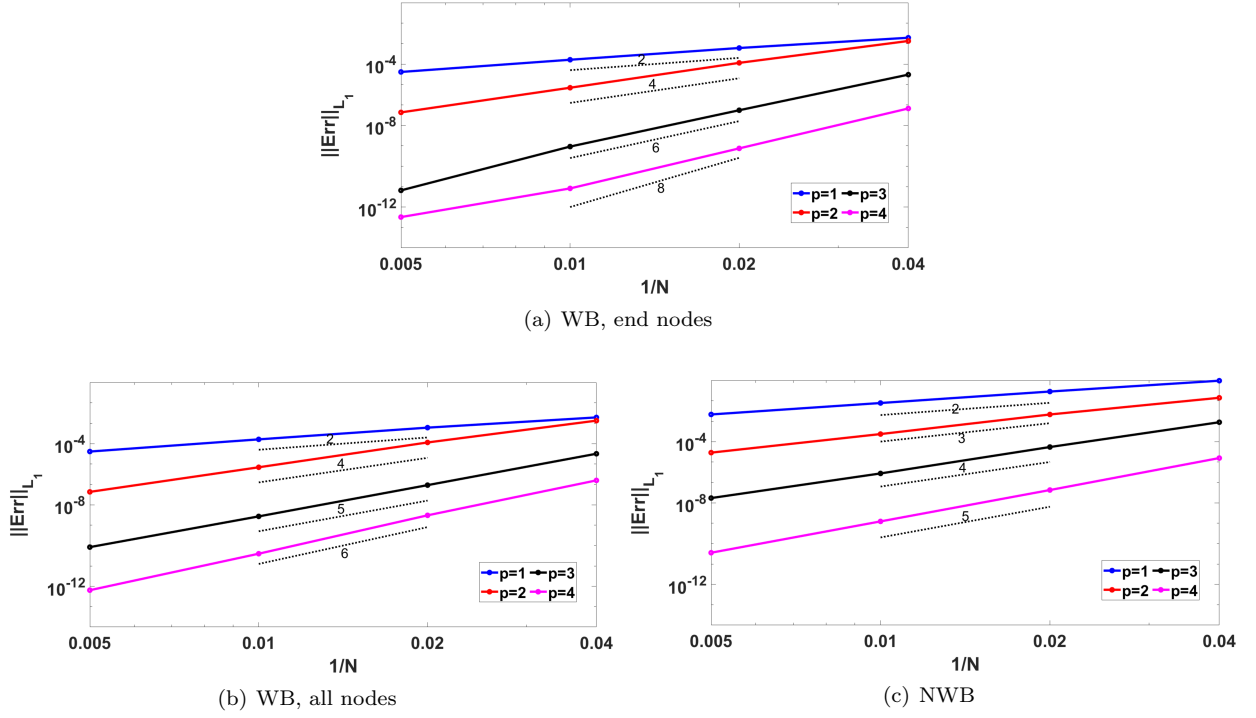 ||Err||_{L_1}
10^{-4}
10^{-8}
10^{-12}
2
4
6
8
p=1 p=3
p=2 p=4
0.005 0.01 0.02 0.04
1/N
(a) WB, end nodes
||Err||_{L_1}
10^{-4}
10^{-8}
10^{-12}
2
4
5
6
p=1 p=3
p=2 p=4
0.005 0.01 0.02 0.04
1/N
(b) WB, all nodes
||Err||_{L_1}
10^{-4}
10^{-8}
10^{-12}
2
3
4
5
p=1 p=3
p=2 p=4
0.005 0.01 0.02 0.04
1/N
(c) NWB